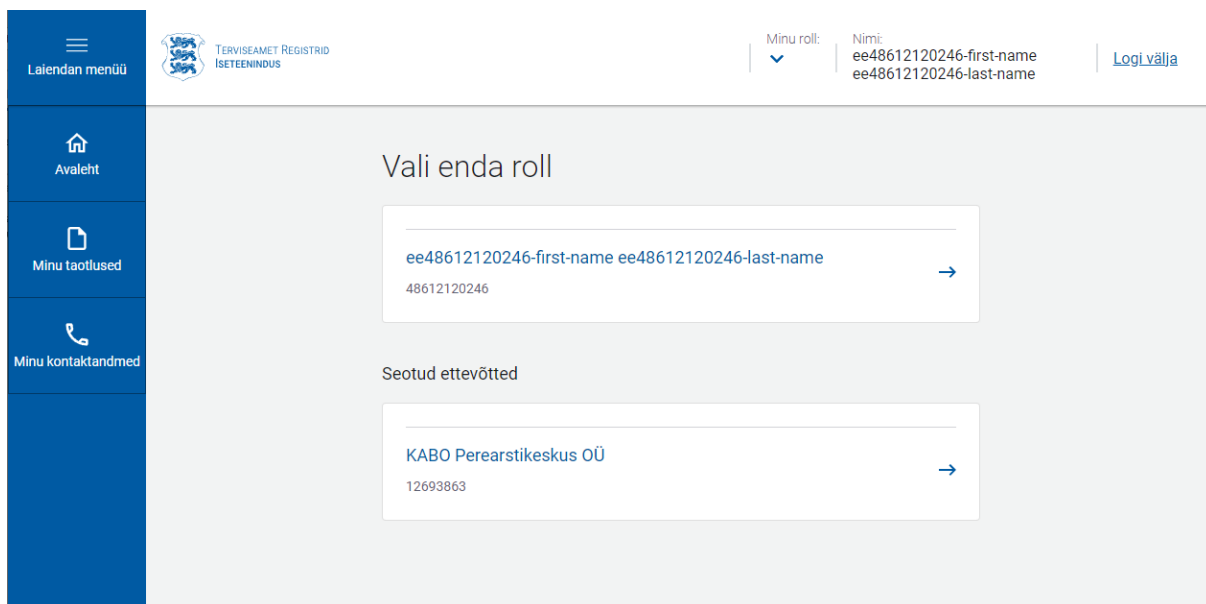 Laiendan menüü
TERVISEAMET REGISTRID
ISETEENINDUS
Minu roll:
Nimi:
ee48612120246-first-name
ee48612120246-last-name
Logi välja
Avaleht
Minu taotlused
Minu kontaktandmed
Vali enda roll
ee48612120246-first-name ee48612120246-last-name
48612120246
Seotud ettevõtted
KABO Perearstikeskus OÜ
12693863